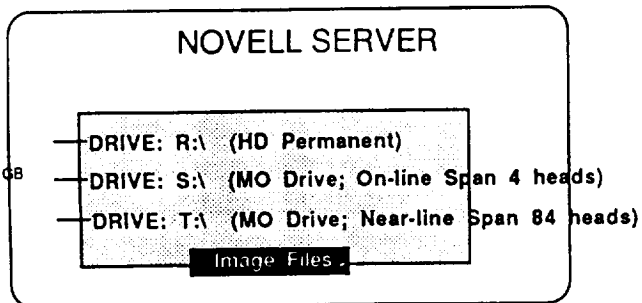 NOVELL SERVER
DRIVE: R:\ (HD Permanent)
GB
DRIVE: S:\ (MO Drive; On-line Span 4 heads)
DRIVE: T:\ (MO Drive; Near-line Span 84 heads)
Image Files